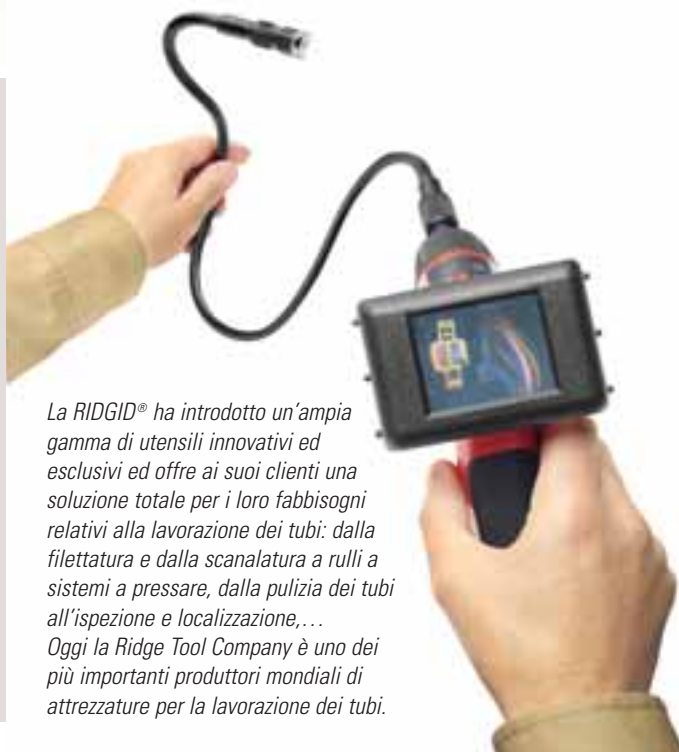 La RIDGID® ha introdotto un’ampia
gamma di utensili innovativi ed
esclusivi ed offre ai suoi clienti una
soluzione totale per i loro fabbisogni
relativi alla lavorazione dei tubi: dalla
filettatura e dalla scanalatura a rulli a
sistemi a pressare, dalla pulizia dei tubi
all’ispezione e localizzazione,…
Oggi la Ridge Tool Company è uno dei
più importanti produttori mondiali di
attrezzature per la lavorazione dei tubi.